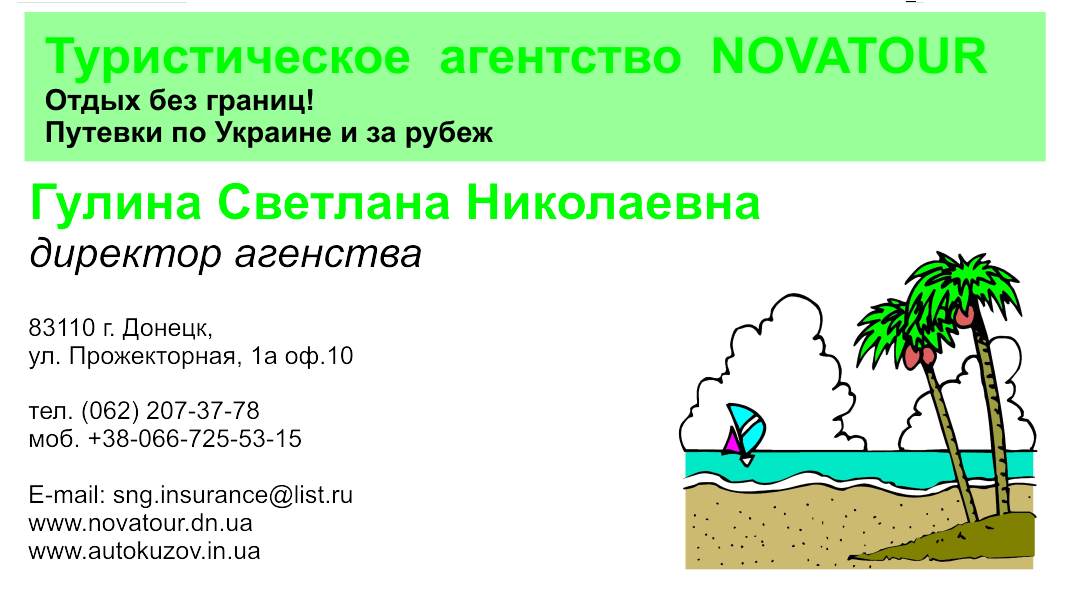 Туристическое агентство NOVATOUR
Отдых без границ!
Путевки по Украине и за рубеж
Гулина Светлана Николаевна
директор агенства
83110 г. Донецк,
ул. Прожекторная, 1а оф.10
тел. (062) 207-37-78
моб. +38-066-725-53-15
E-mail: sng.insurance@list.ru
www.novatour.dn.ua
www.autokuzov.in.ua